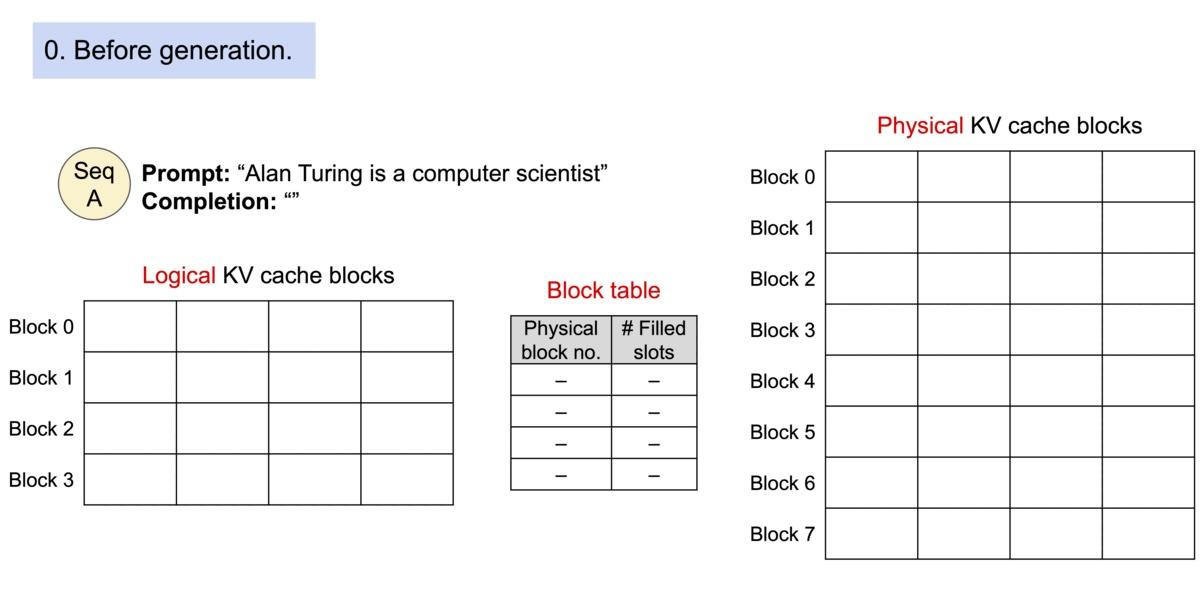 0. Before generation.
Seq
A
Prompt: “Alan Turing is a computer scientist”
Completion: “”
Logical KV cache blocks
Block 0
Block 1
Block 2
Block 3
Block table
Physical block no.
# Filled slots
– –
– –
– –
– –
Physical KV cache blocks
Block 0
Block 1
Block 2
Block 3
Block 4
Block 5
Block 6
Block 7